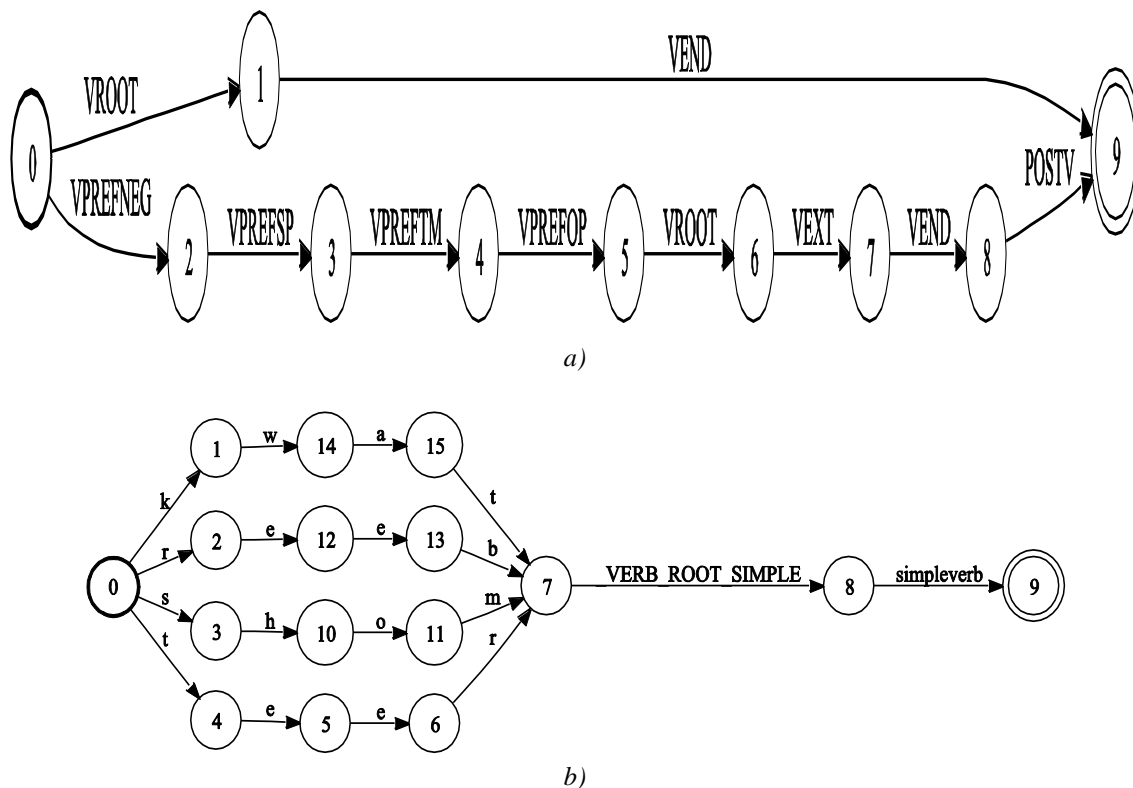 VEND
VROOT
1
0
9
POSTV
VPREFNEG
VPREFSP
VPREFTM
VPREFOP
VROOT
VEXT
VEND
2
3
4
5
6
7
8
a)
1 w 14 a 15
k
t
2 e 12 e 13
r
b
0
7 _VERB_ROOT_SIMPLE 8 simpleverb 9
s
m
3 h 10 o 11
t
r
4 e 5 e 6
b)